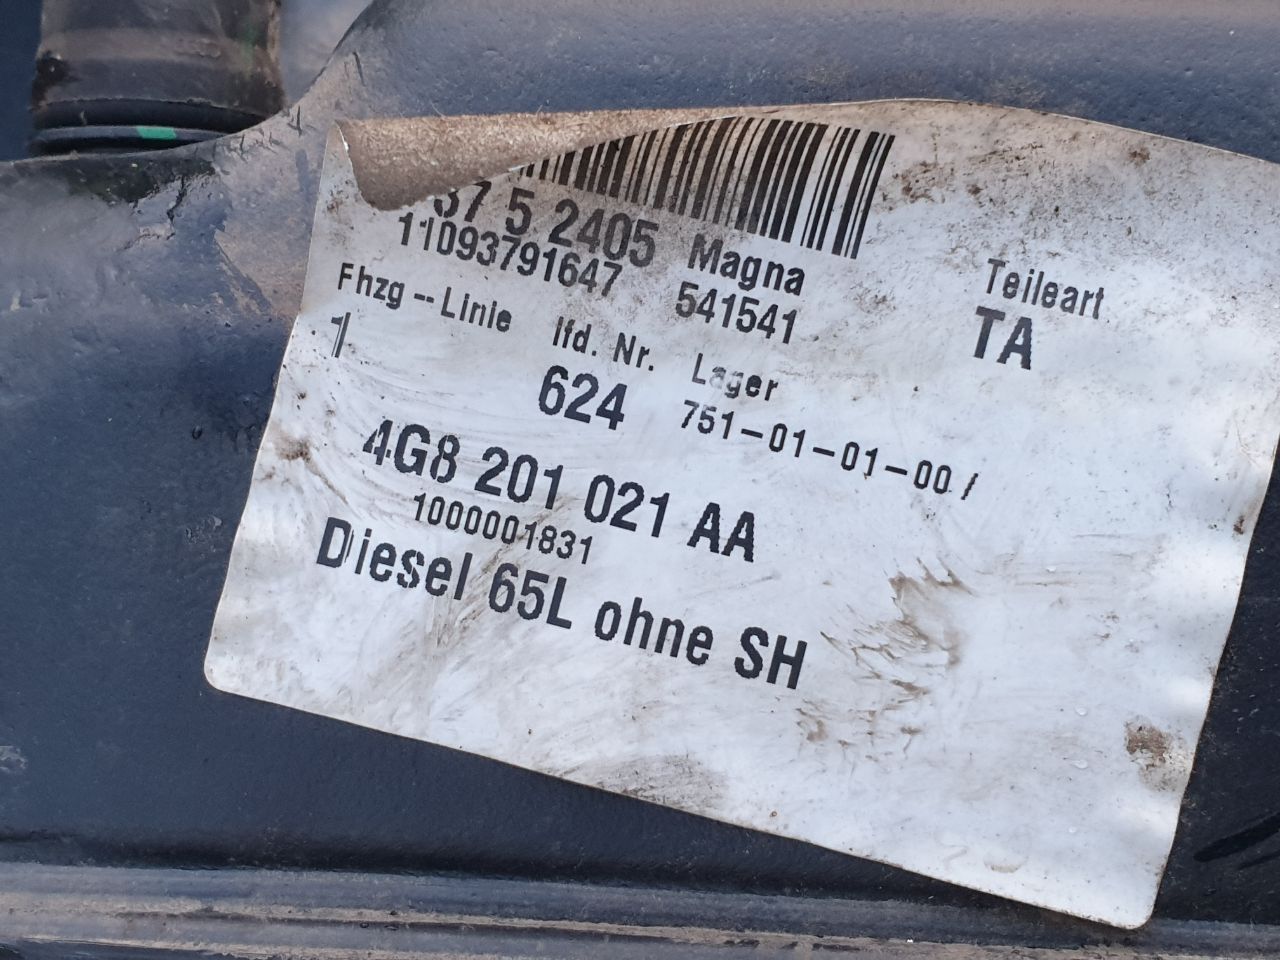 37 5 2405 Magna
11093791647 541541
Teileart
TA
Fhzg--Linie lfd. Nr. Lager
1 624 751-01-01-00 /
4G8 201 021 AA
1000001831
Diesel 65L ohne SH